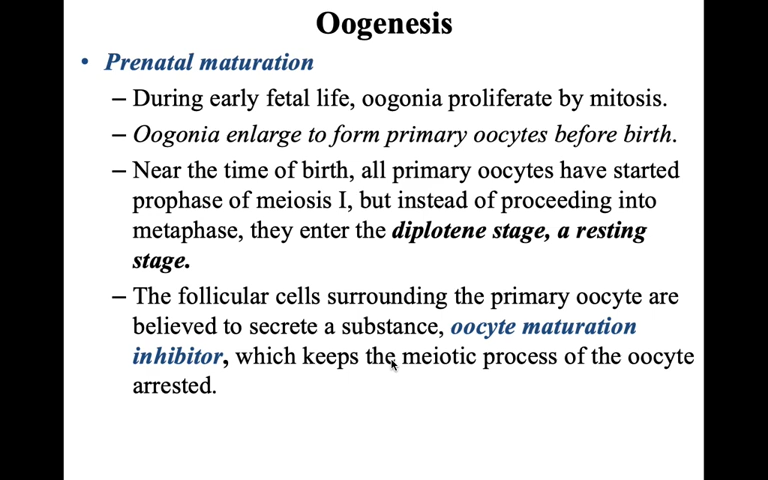 Oogenesis
• Prenatal maturation
– During early fetal life, oogonia proliferate by mitosis.
– Oogonia enlarge to form primary oocytes before birth.
– Near the time of birth, all primary oocytes have started
prophase of meiosis I, but instead of proceeding into
metaphase, they enter the diplotene stage, a resting
stage.
– The follicular cells surrounding the primary oocyte are
believed to secrete a substance, oocyte maturation
inhibitor, which keeps the meiotic process of the oocyte
arrested.